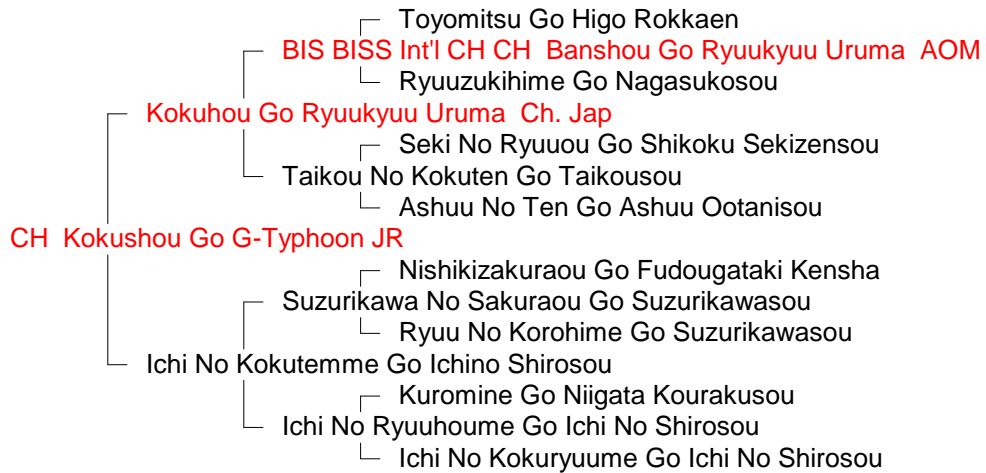 Toyomitsu Go Higo Rokkaen
BIS BISS Int'l CH CH Banshou Go Ryuukyuu Uruma AOM
Ryuuzukihime Go Nagasukosou
Kokuhou Go Ryuukyuu Uruma Ch. Jap
Seki No Ryuuou Go Shikoku Sekizensou
Taikou No Kokuten Go Taikousou
Ashuu No Ten Go Ashuu Ootanisou
CH Kokushou Go G-Typhoon JR
Nishikizakuraou Go Fudougataki Kensha
Suzurikawa No Sakuraou Go Suzurikawasou
Ryuu No Korohime Go Suzurikawasou
Ichi No Kokutemme Go Ichino Shirosou
Kuromine Go Niigata Kourakusou
Ichi No Ryuuhoume Go Ichi No Shirosou
Ichi No Kokuryuume Go Ichi No Shirosou